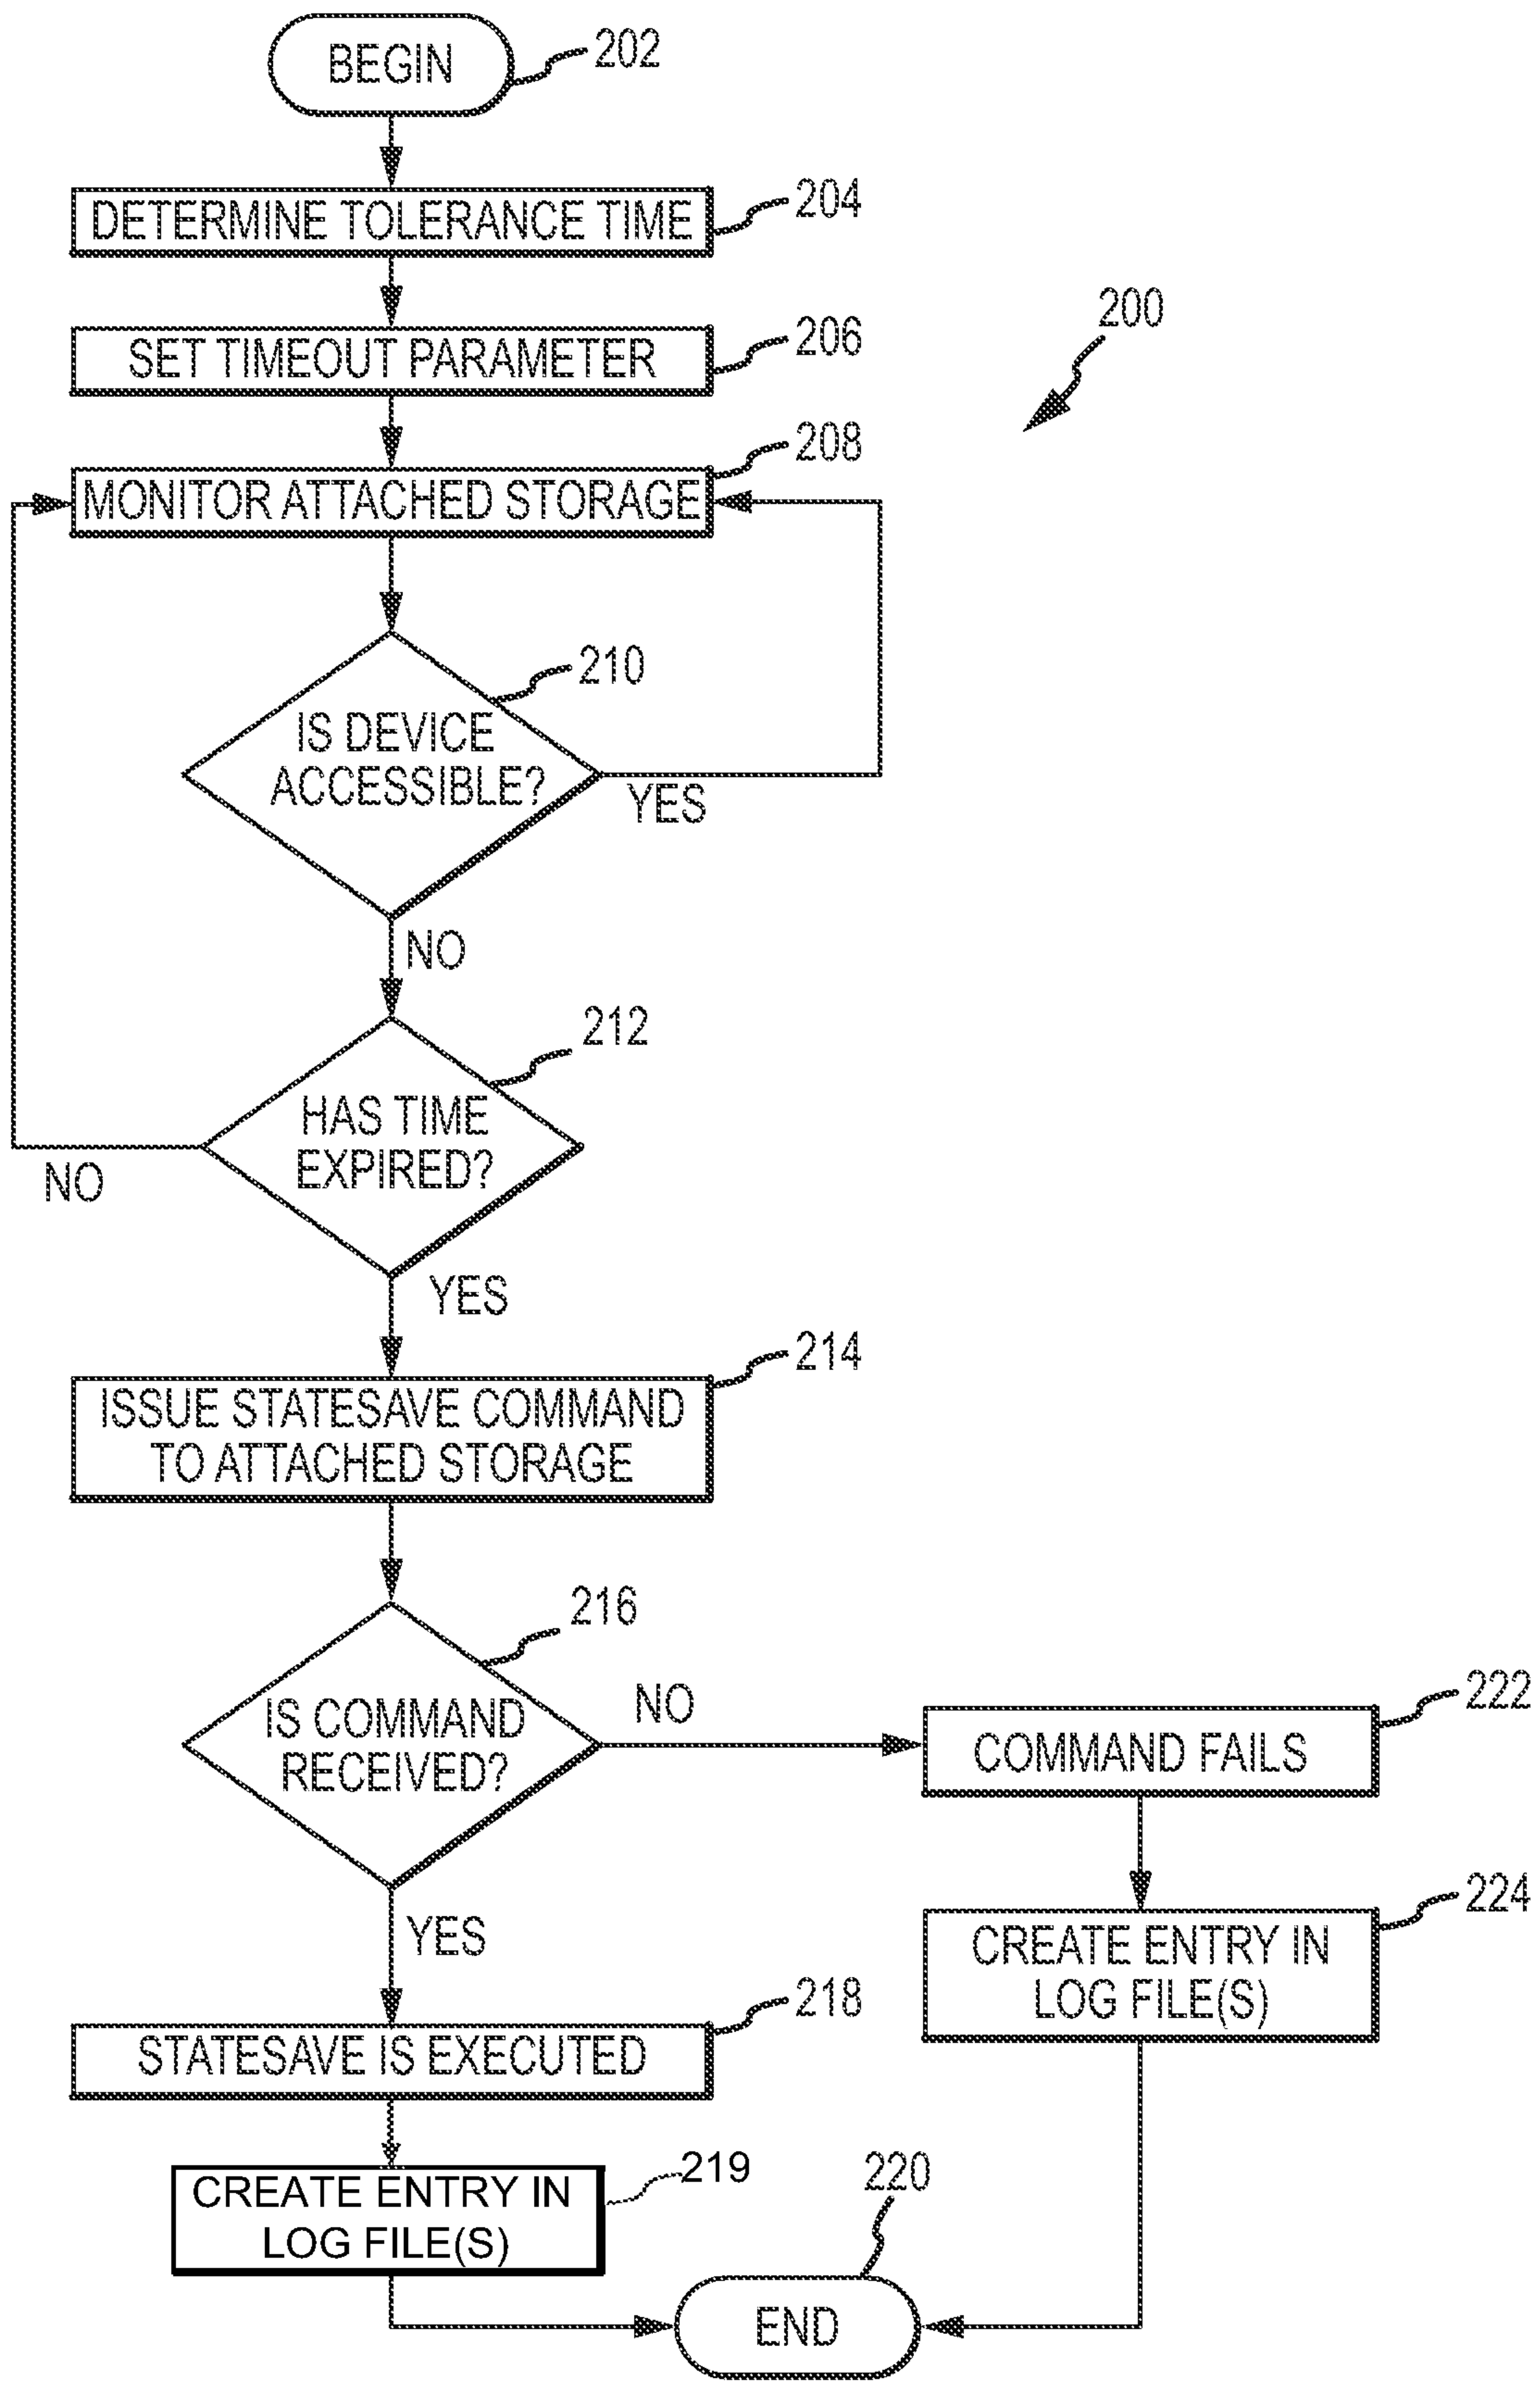 BEGIN
202
DETERMINE TOLERANCE TIME
204
SET TIMEOUT PARAMETER
206
200
MONITOR ATTACHED STORAGE
208
IS DEVICE
ACCESSIBLE?
210
YES
NO
HAS TIME
EXPIRED?
212
NO
YES
ISSUE STATESAVE COMMAND
TO ATTACHED STORAGE
214
IS COMMAND
RECEIVED?
216
NO
COMMAND FAILS
222
YES
CREATE ENTRY IN
LOG FILE(S)
224
STATESAVE IS EXECUTED
218
CREATE ENTRY IN
LOG FILE(S)
219
220
END